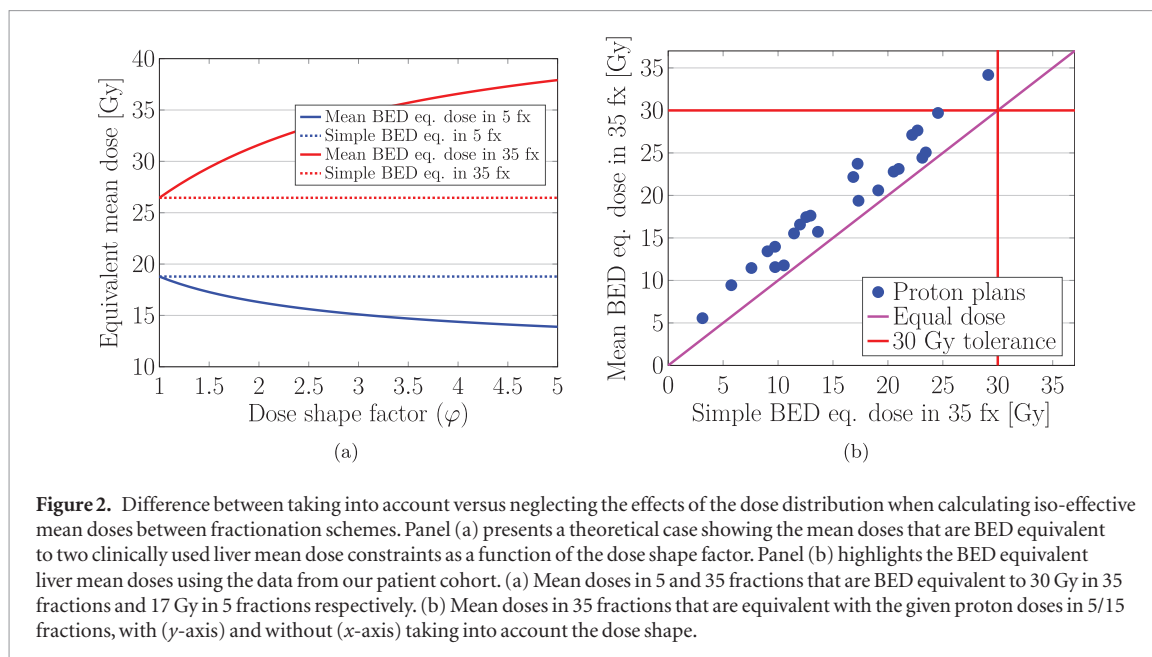 40
35
30
25
20
15
10
Equivalent mean dose [Gy]
Mean BED eq. dose in 5 fx
Simple BED eq. in 5 fx
Mean BED eq. dose in 35 fx
Simple BED eq. in 35 fx
1 1.5 2 2.5 3 3.5 4 4.5 5
Dose shape factor (φ)
(a)
35
30
25
20
15
10
5
0
Mean BED eq. dose in 35 fx [Gy]
Proton plans
Equal dose
30 Gy tolerance
0 5 10 15 20 25 30 35
Simple BED eq. dose in 35 fx [Gy]
(b)
Figure 2. Difference between taking into account versus neglecting the effects of the dose distribution when calculating iso-effective
mean doses between fractionation schemes. Panel (a) presents a theoretical case showing the mean doses that are BED equivalent
to two clinically used liver mean dose constraints as a function of the dose shape factor. Panel (b) highlights the BED equivalent
liver mean doses using the data from our patient cohort. (a) Mean doses in 5 and 35 fractions that are BED equivalent to 30 Gy in 35
fractions and 17 Gy in 5 fractions respectively. (b) Mean doses in 35 fractions that are equivalent with the given proton doses in 5/15
fractions, with (y-axis) and without (x-axis) taking into account the dose shape.